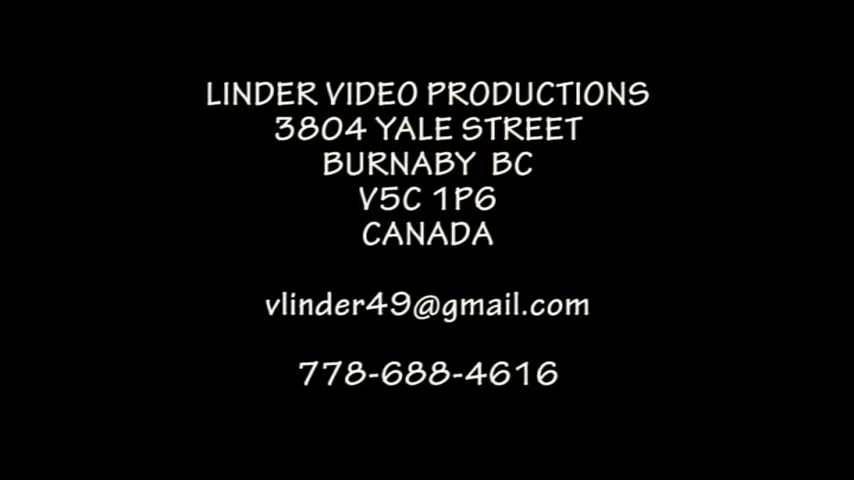 LINDER VIDEO PRODUCTIONS
3804 YALE STREET
BURNABY  BC
V5C 1P6
CANADA
vlinder49@gmail.com
778-688-4616